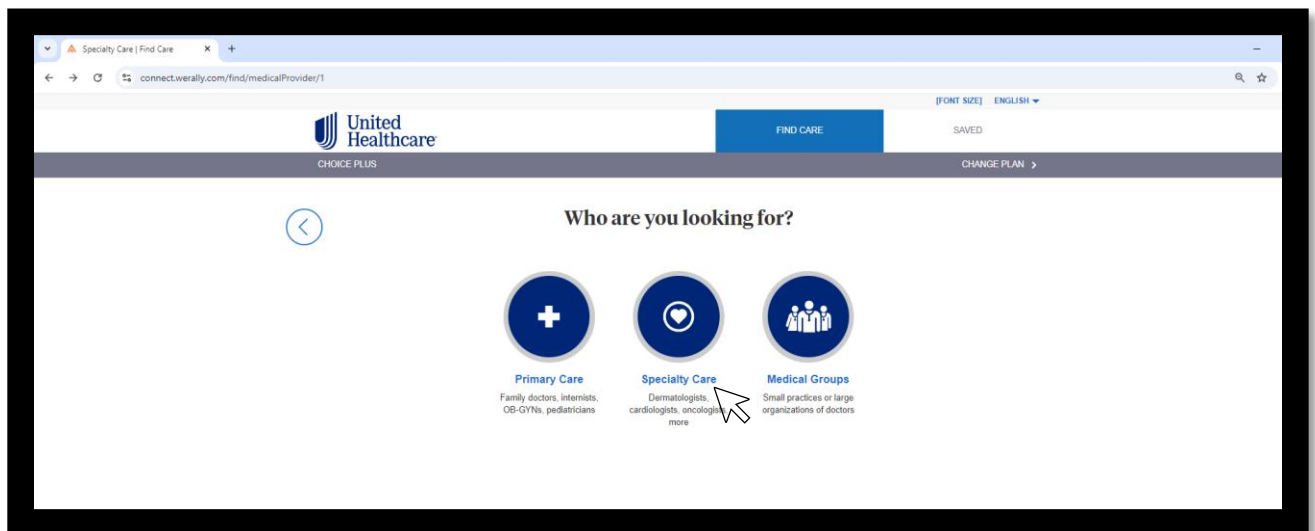 Specialty Care | Find Care
connect.werally.com/find/medicalProvider/1
[FONT SIZE] ENGLISH
United
Healthcare
FIND CARE
SAVED
CHOICE PLUS
CHANGE PLAN
Who are you looking for?
Primary Care
Family doctors, internists,
OB-GYNs, pediatricians
Specialty Care
Dermatologists,
cardiologists, oncologists,
more
Medical Groups
Small practices or large
organizations of doctors